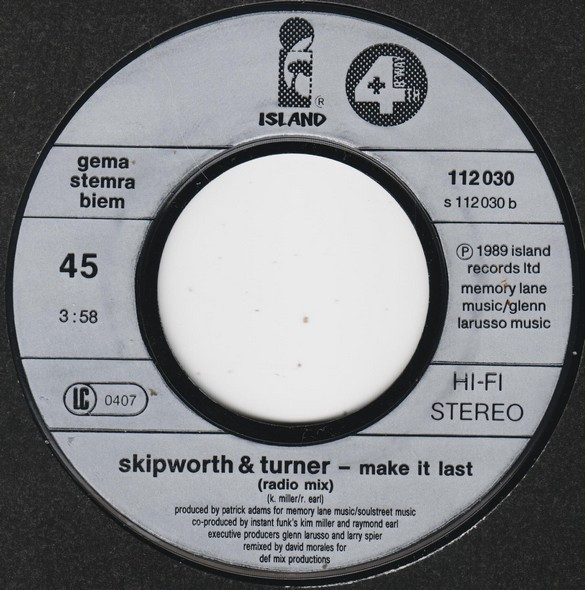 ®
ISLAND
4
B'WAY
gema
stemra
biem
112 030
s 112 030 b
45
3:58
Ⓟ 1989 island
records ltd
memory lane
music/glenn
larusso music
LC 0407
HI-FI
STEREO
skipworth & turner – make it last
(radio mix)
(k. miller/r. earl)
produced by patrick adams for memory lane music/soulstreet music
co-produced by instant funk's kim miller and raymond earl
executive producers glenn larusso and larry spier
remixed by david morales for
def mix productions